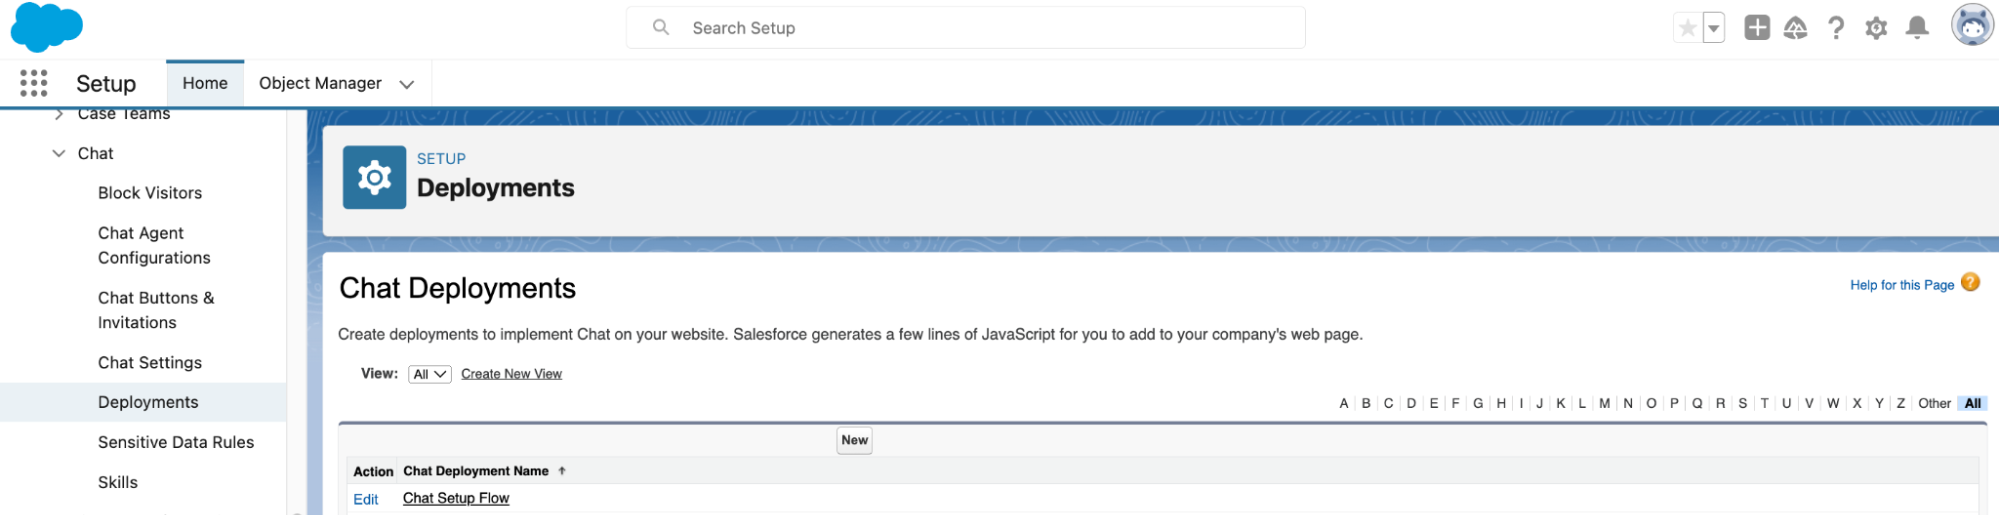 Search Setup
Setup
Home
Object Manager
Case Teams
Chat
Block Visitors
Chat Agent
Configurations
Chat Buttons &
Invitations
Chat Settings
Deployments
Sensitive Data Rules
Skills
SETUP
Deployments
Chat Deployments
Help for this Page ?
Create deployments to implement Chat on your website. Salesforce generates a few lines of JavaScript for you to add to your company's web page.
View: All Create New View
A B C D E F G H I J K L M N O P Q R S T U V W X Y Z Other All
New
Action Chat Deployment Name ↑
Edit Chat Setup Flow